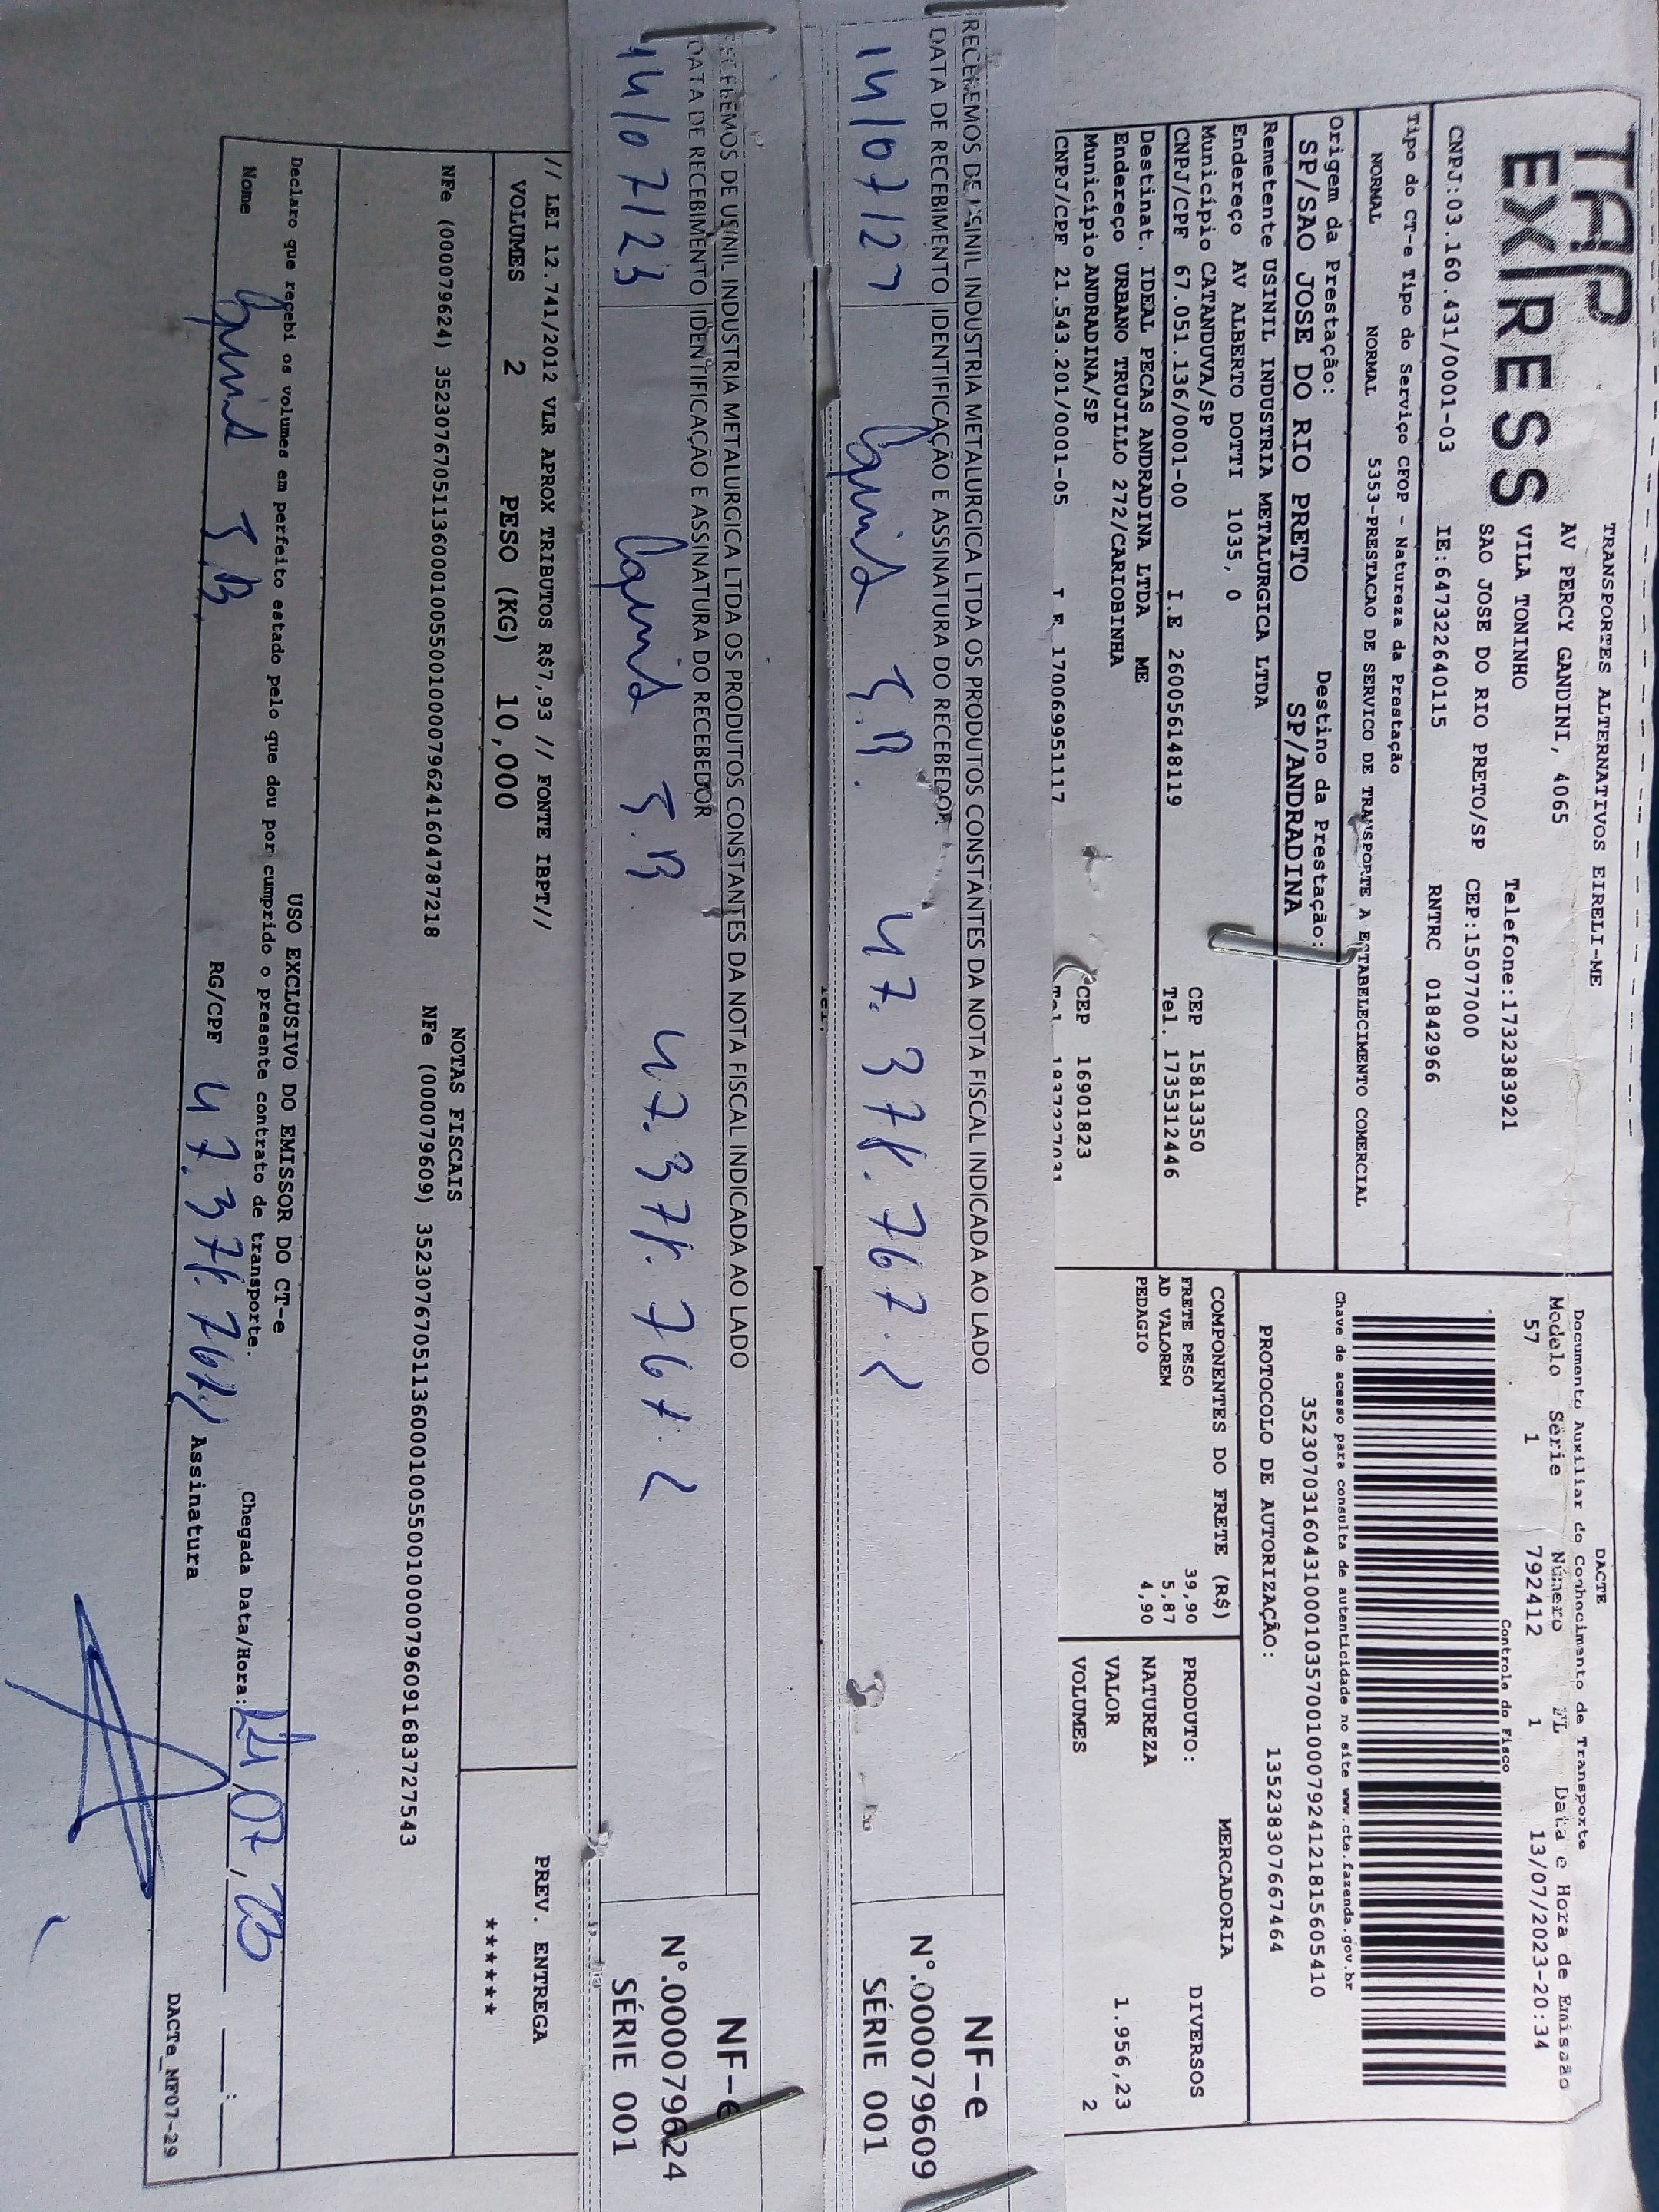 TAP
EXPRESS
TRANSPORTES ALTERNATIVOS EIRELI-ME
AV PERCY GANDINI, 4065
VILA TONINHO Telefone:1732383921
SAO JOSE DO RIO PRETO/SP CEP:15077000
CNPJ:03.160.431/0001-03 IE:647322640115 RNTRC 01842966
DACTE
Documento Auxiliar do Conhecimento de Transporte
Modelo Série Número FL Data e Hora de Emissão
57 1 792412 1 13/07/2023-20:34
Controle do Fisco
Tipo do CT-e Tipo do Serviço CFOP - Natureza da Prestação
NORMAL NORMAL 5353-PRESTACAO DE SERVICO DE TRANSPORTE A ESTABELECIMENTO COMERCIAL
Chave de acesso para consulta de autenticidade no site www.cte.fazenda.gov.br
35230703160431000103570010007924121815605410
Origem da Prestação: Destino da Prestação:
SP/SAO JOSE DO RIO PRETO SP/ANDRADINA
PROTOCOLO DE AUTORIZAÇÃO: 135238307667464
Remetente USINIL INDUSTRIA METALURGICA LTDA
Endereço AV ALBERTO DOTTI 1035, 0
Município CATANDUVA/SP CEP 15813350
CNPJ/CPF 67.051.136/0001-00 I.E 260056148119 Tel. 1735312446
Destinat. IDEAL PECAS ANDRADINA LTDA ME
Endereço URBANO TRUJILLO 272/CARIOBINHA
Município ANDRADINA/SP CEP 16901823
CNPJ/CPF 21.543.201/0001-05 I E 170069951117 Tel 1837227031
COMPONENTES DO FRETE (R$)
FRETE PESO 39,90
AD VALOREM 5,87
PEDAGIO 4,90
MERCADORIA
PRODUTO: DIVERSOS
NATUREZA
VALOR 1.956,23
VOLUMES 2
RECEBEMOS DE USINIL INDUSTRIA METALURGICA LTDA OS PRODUTOS CONSTANTES DA NOTA FISCAL INDICADA AO LADO
DATA DE RECEBIMENTO IDENTIFICAÇÃO E ASSINATURA DO RECEBEDOR
14/07/23 47.378.767.2
NF-e
N°.000079609
SÉRIE 001
RECEBEMOS DE USINIL INDUSTRIA METALURGICA LTDA OS PRODUTOS CONSTANTES DA NOTA FISCAL INDICADA AO LADO
DATA DE RECEBIMENTO IDENTIFICAÇÃO E ASSINATURA DO RECEBEDOR
14/07/23 47.378.767.2
NF-e
N°.000079624
SÉRIE 001
// LEI 12.741/2012 VLR APROX TRIBUTOS R$7,93 // FONTE IBPT//
VOLUMES 2 PESO (KG) 10,000
PREV. ENTREGA
******
NOTAS FISCAIS
NFe (000079624) 35230767051136000100550010000796241604787218 NFe (000079609) 35230767051136000100550010000796091683727543
USO EXCLUSIVO DO EMISSOR DO CT-e
Declaro que recebi os volumes em perfeito estado pelo que dou por cumprido o presente contrato de transporte.
Chegada Data/Hora: 14,07,23 __:__
Nome RG/CPF 47.378.767/ Assinatura
DACTe_MF07-29